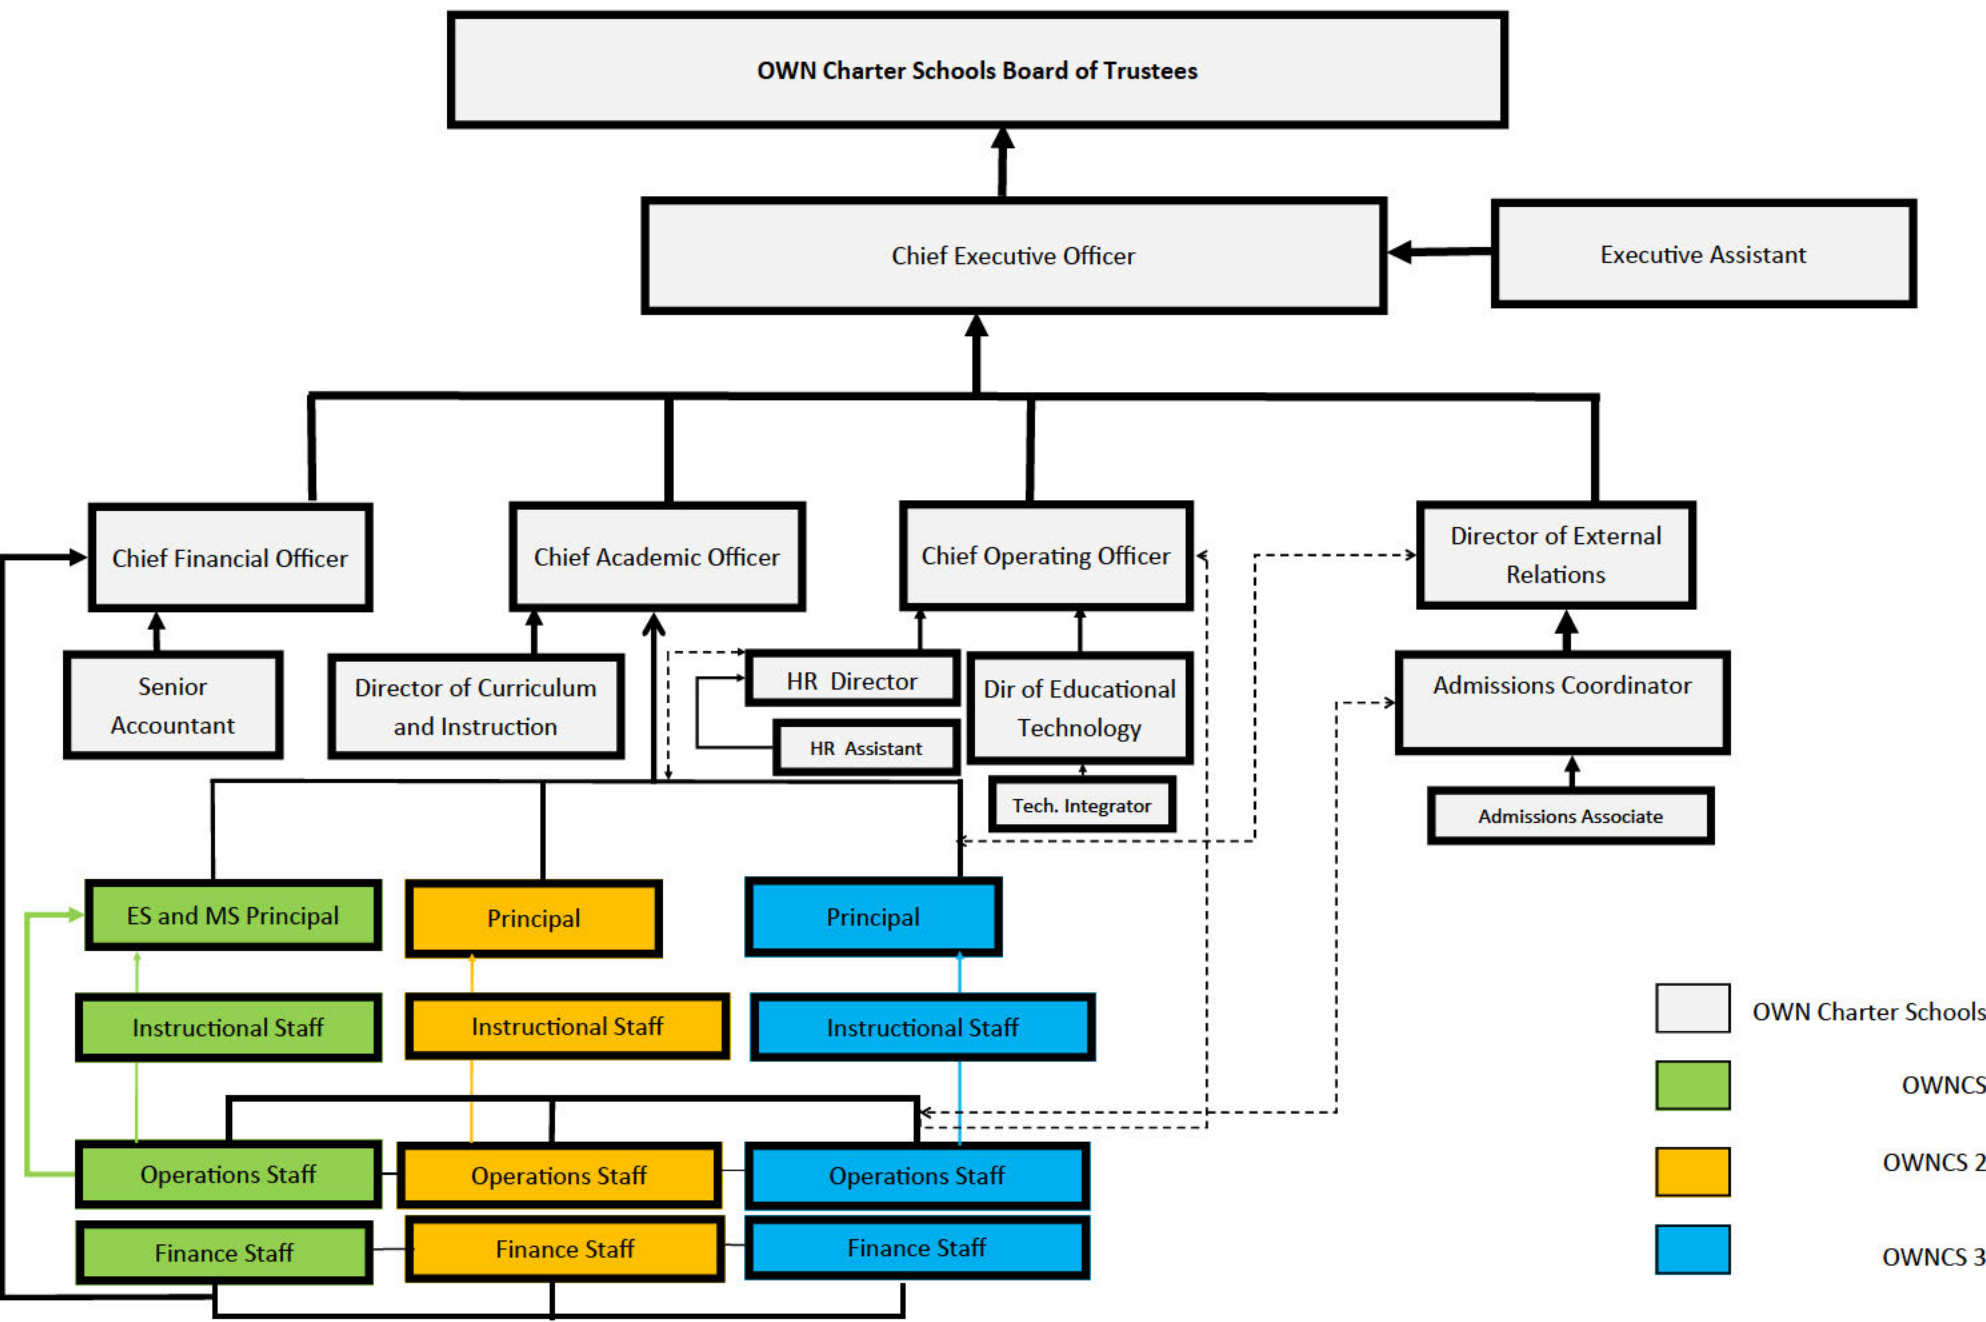 OWN Charter Schools Board of Trustees
Chief Executive Officer
Executive Assistant
Chief Financial Officer
Chief Academic Officer
Chief Operating Officer
Director of External
Relations
Senior
Accountant
Director of Curriculum
and Instruction
HR Director
HR Assistant
Dir of Educational
Technology
Tech. Integrator
Admissions Coordinator
Admissions Associate
ES and MS Principal
Principal
Principal
Instructional Staff
Instructional Staff
Instructional Staff
Operations Staff
Operations Staff
Operations Staff
Finance Staff
Finance Staff
Finance Staff
OWN Charter Schools
OWNCS
OWNCS 2
OWNCS 3